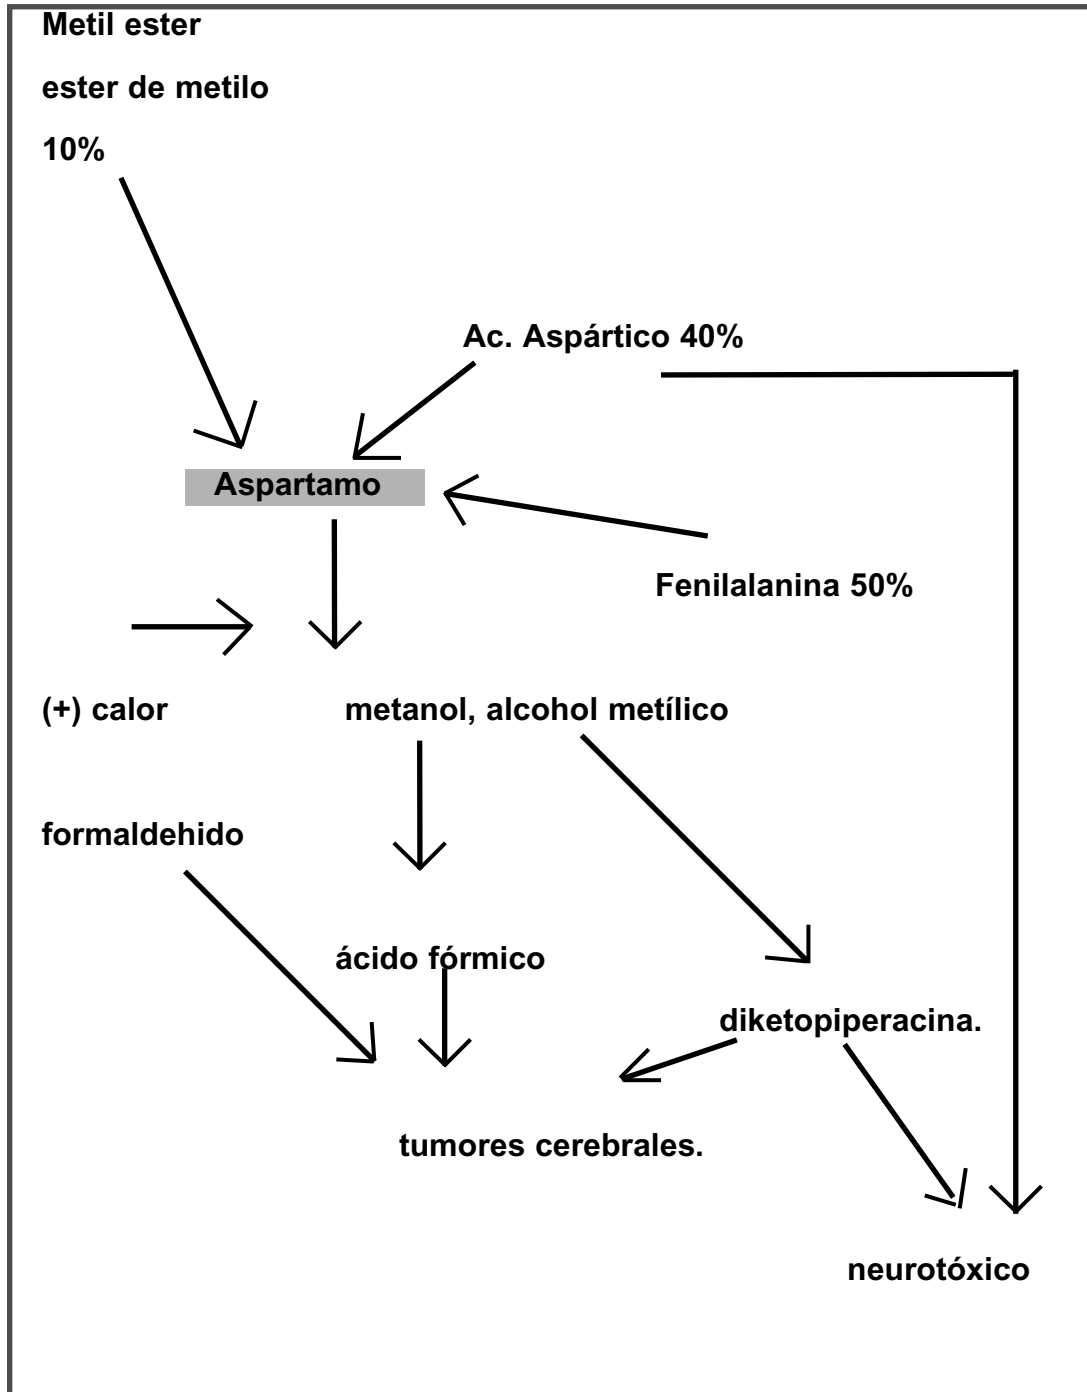 Metil ester
ester de metilo
10%
Ac. Aspártico 40%
Aspartamo
Fenilalanina 50%
(+) calor
metanol, alcohol metílico
formaldehido
ácido fórmico
diketopiperacina.
tumores cerebrales.
neurotóxico